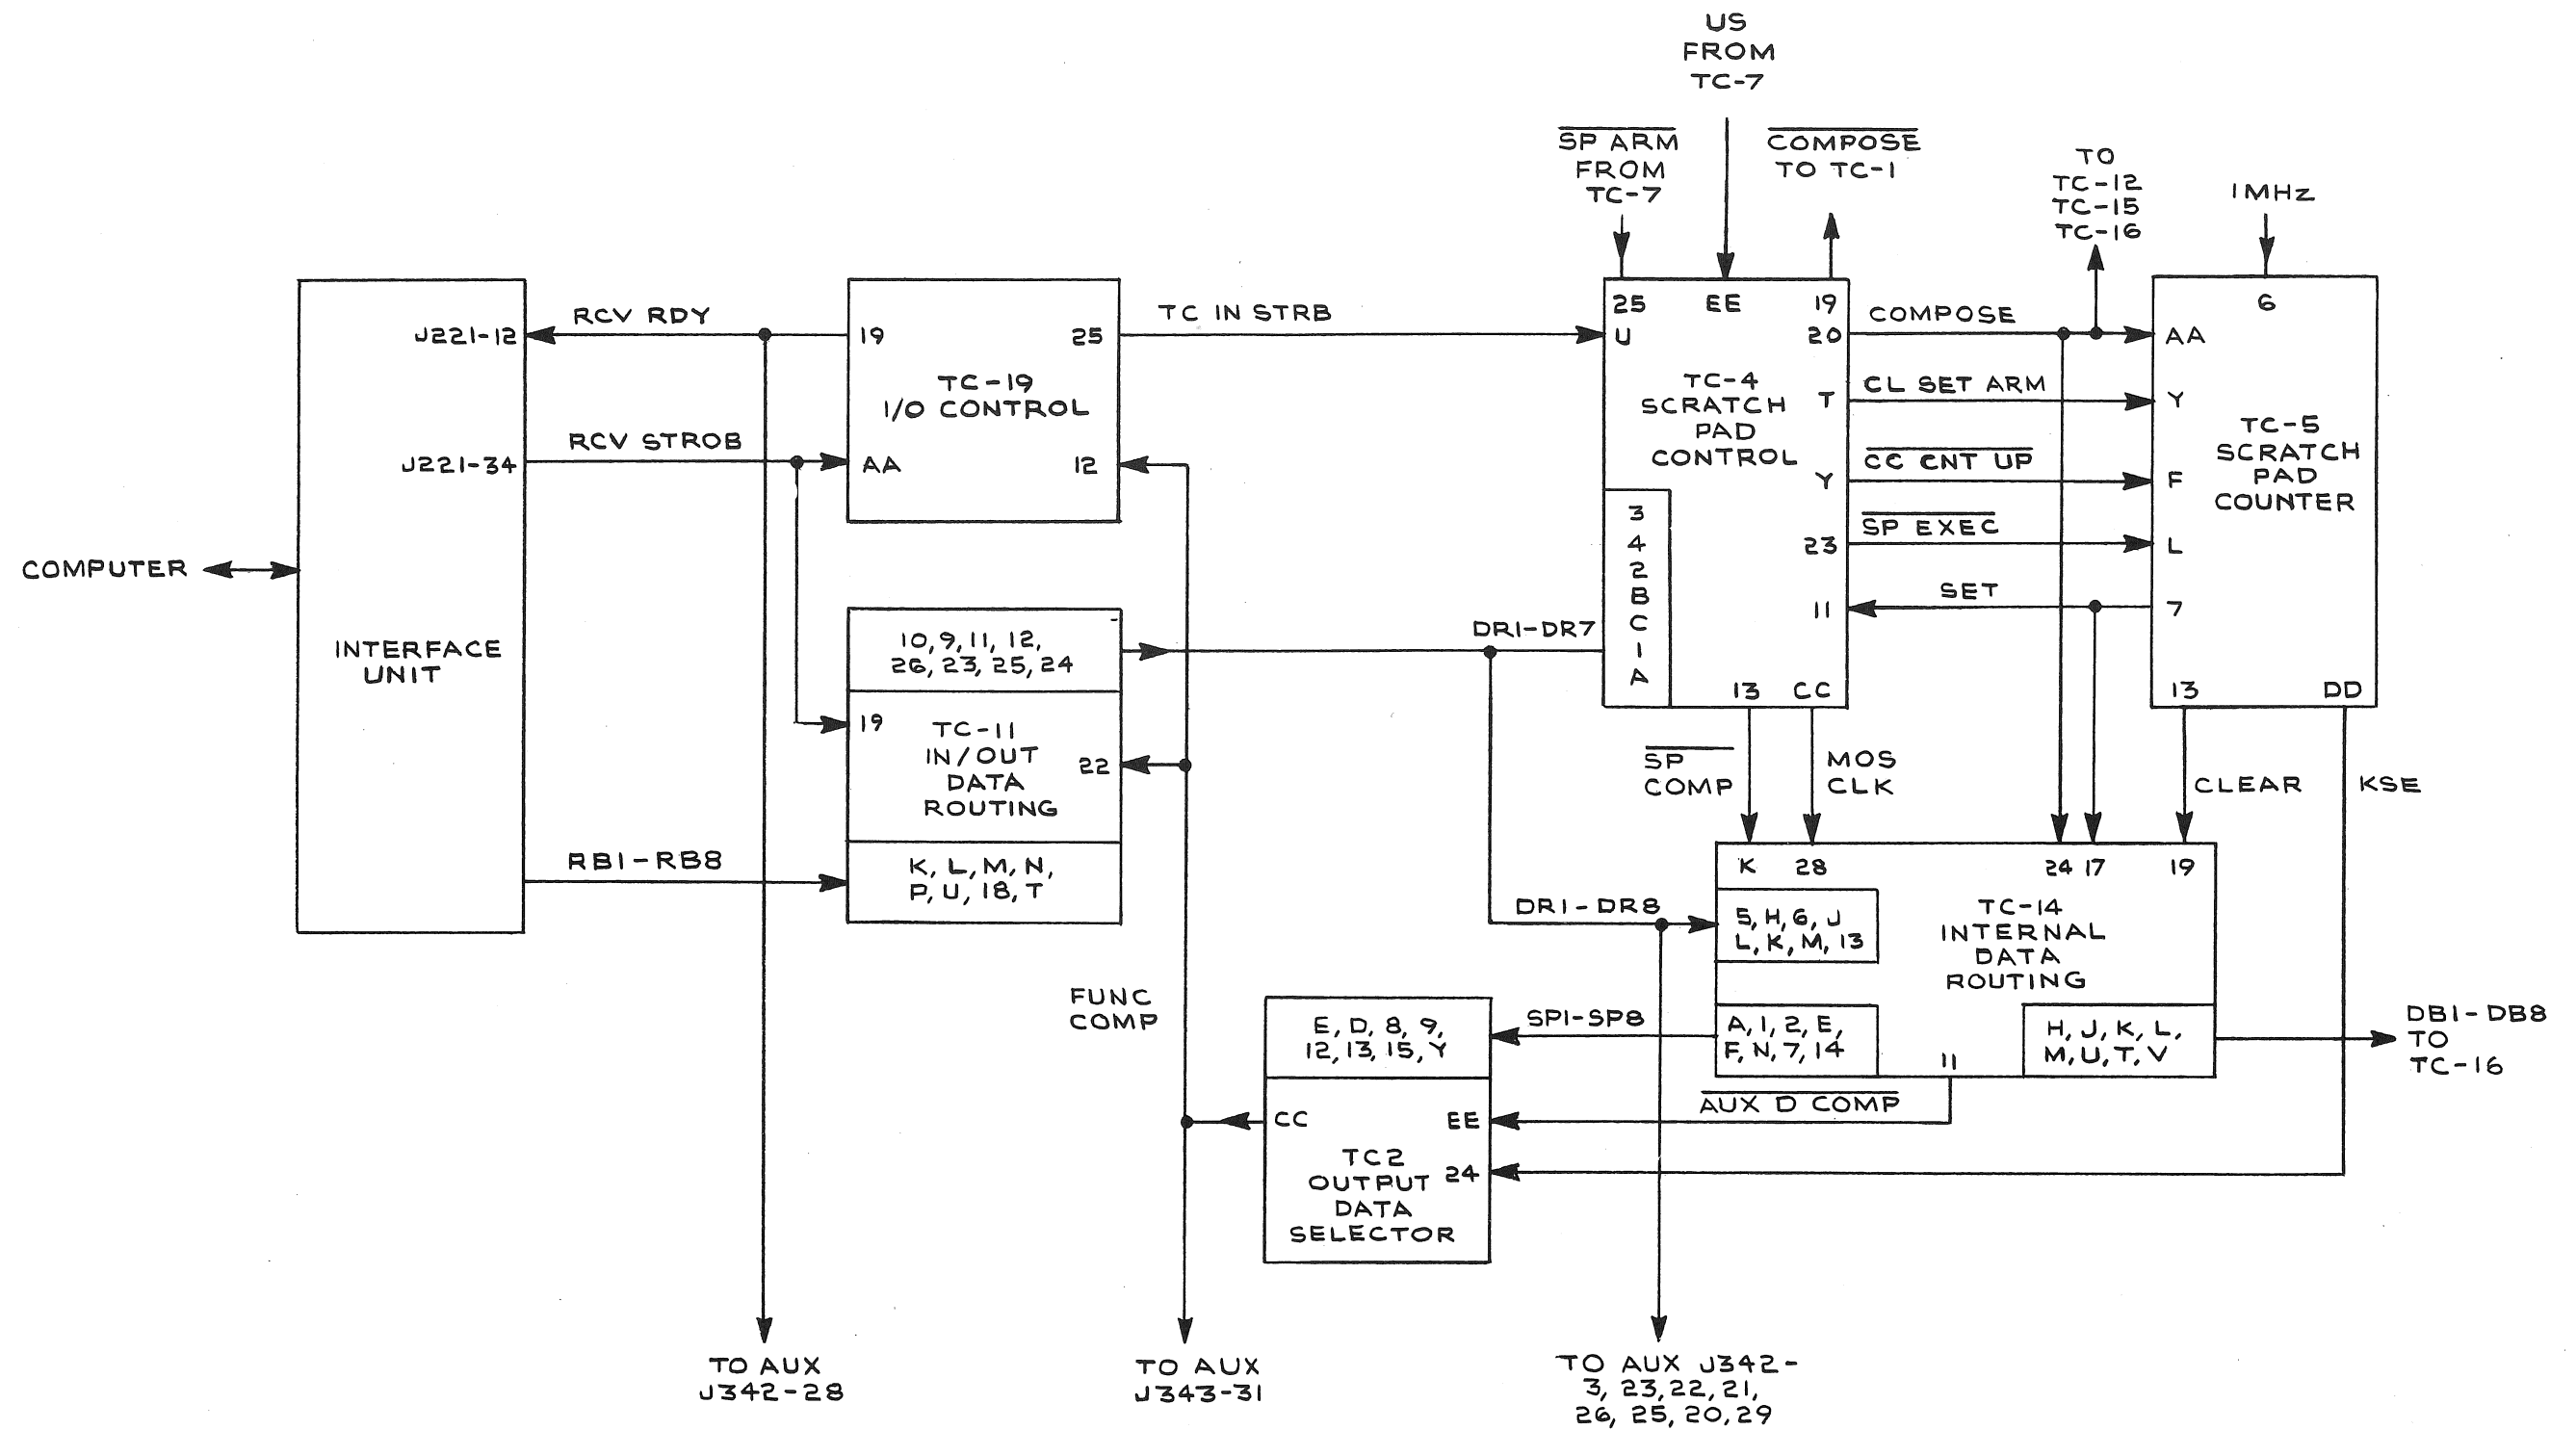 US
FROM
TC-7
SP ARM
FROM
TC-7
COMPOSE
TO TC-1
TO
TC-12
TC-15
TC-16
1MHz
COMPUTER
J221-12
J221-34
INTERFACE
UNIT
RCV RDY
RCV STROB
RB1-RB8
19
25
TC-19
I/O CONTROL
AA
12
TC IN STRB
10, 9, 11, 12,
26, 23, 25, 24
19
TC-11
IN/OUT
DATA
ROUTING
22
K, L, M, N,
P, U, 18, T
DR1-DR7
25
EE
19
U
20
TC-4
SCRATCH
PAD
CONTROL
T
Y
23
11
3
4
2
B
C
1
A
13
CC
COMPOSE
CL SET ARM
CC CNT UP
SP EXEC
SET
6
AA
Y
TC-5
SCRATCH
PAD
COUNTER
F
L
7
13
DD
SP
COMP
MOS
CLK
CLEAR
KSE
K
28
24
17
19
DR1-DR8
5, H, 6, J
L, K, M, 13
TC-14
INTERNAL
DATA
ROUTING
SP1-SP8
A, 1, 2, E,
F, N, 7, 14
11
H, J, K, L,
M, U, T, V
DB1-DB8
TO
TC-16
FUNC
COMP
E, D, 8, 9,
12, 13, 15, Y
AUX D COMP
CC
EE
TC2
OUTPUT
DATA
SELECTOR
24
TO AUX
J342-28
TO AUX
J343-31
TO AUX J342-
3, 23, 22, 21,
26, 25, 20, 29